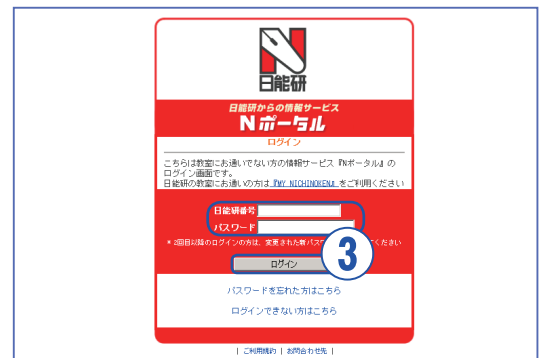 日能研
日能研からの情報サービス
Nポータル
ログイン
こちらは教室にお通いでない方の情報サービス『Nポータル』の
ログイン画面です。
日能研の教室にお通いの方は『MY NICHINOKEN』をご利用ください
日能研番号
パスワード
* 2回目以降のログインの方は、変更された新パス
ください
3
ログイン
パスワードを忘れた方はこちら
ログインできない方はこちら
| ご利用規約 | お問合わせ先 |